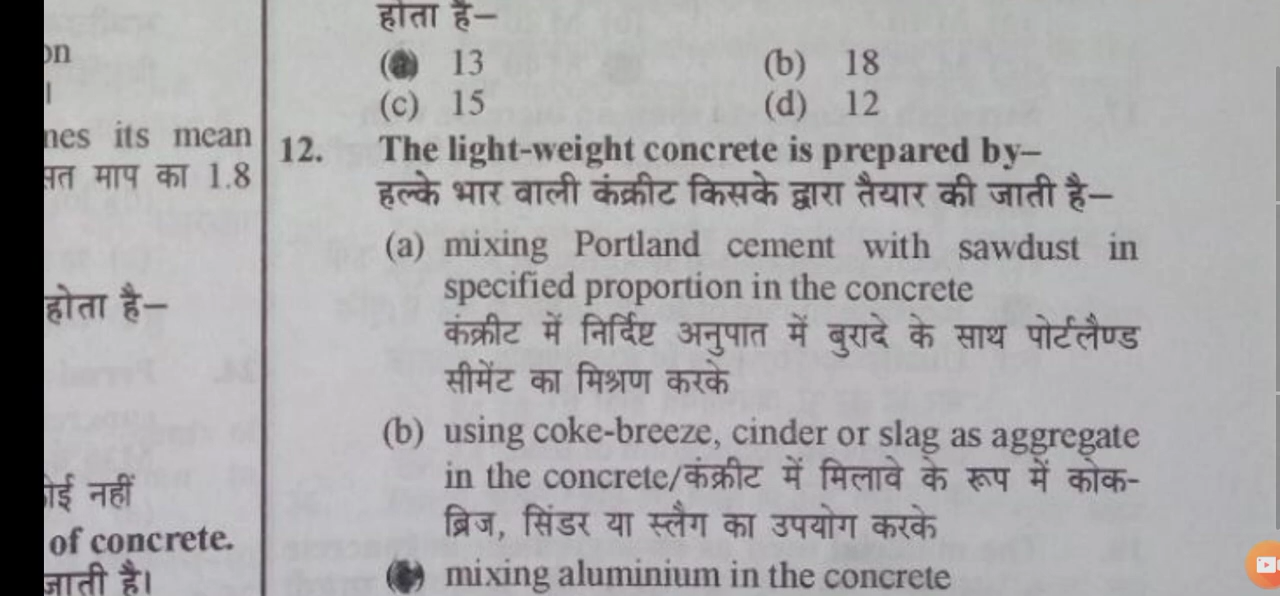 on
।
nes its mean
सत माप का 1.8
होता है–
ोई नहीं
of concrete.
जाती है।
होता है–
(a) 13 (b) 18
(c) 15 (d) 12
12. The light-weight concrete is prepared by–
हल्के भार वाली कंक्रीट किसके द्वारा तैयार की जाती है–
(a) mixing Portland cement with sawdust in
specified proportion in the concrete
कंक्रीट में निर्दिष्ट अनुपात में बुरादे के साथ पोर्टलैण्ड
सीमेंट का मिश्रण करके
(b) using coke-breeze, cinder or slag as aggregate
in the concrete/कंक्रीट में मिलावे के रूप में कोक-
ब्रिज, सिंडर या स्लैग का उपयोग करके
mixing aluminium in the concrete